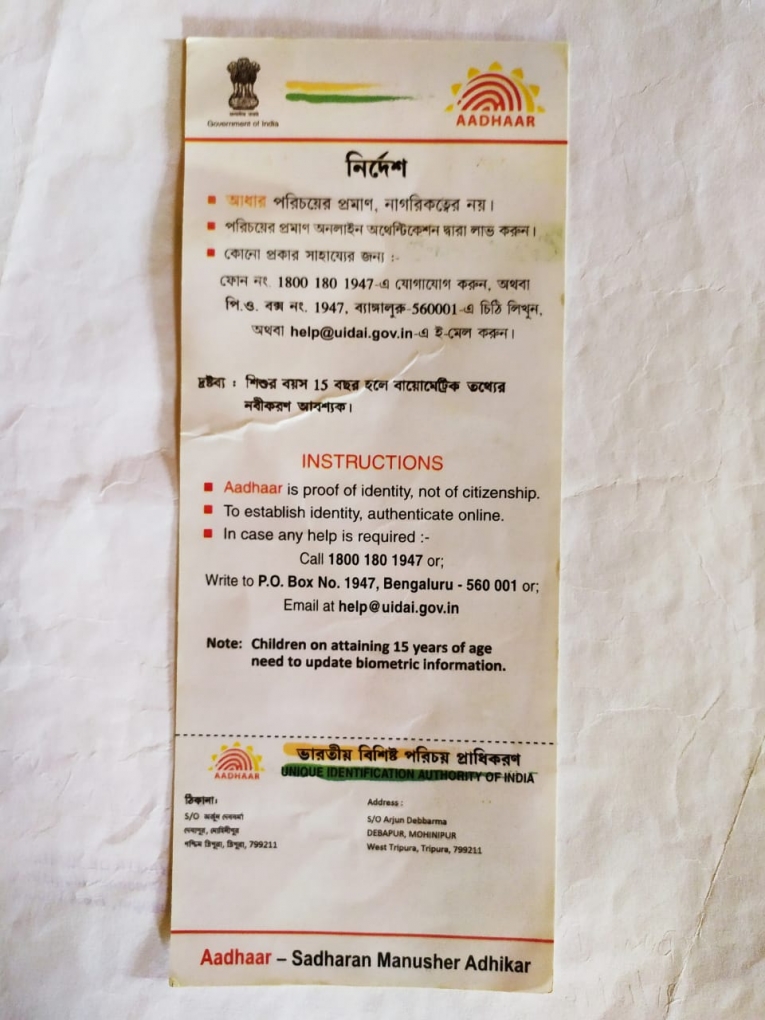 Government of India
AADHAAR
নির্দেশ
আধার পরিচয়ের প্রমাণ, নাগরিকত্বের নয়।
পরিচয়ের প্রমাণ অনলাইন অথেন্টিকেশন দ্বারা লাভ করুন।
কোনো প্রকার সাহায্যের জন্য :-
ফোন নং 1800 180 1947-এ যোগাযোগ করুন, অথবা
পি.ও. বক্স নং. 1947, ব্যাঙ্গালুরু-560001-এ চিঠি লিখুন,
অথবা help@uidai.gov.in-এ ই-মেল করুন।
দ্রষ্টব্য : শিশুর বয়স 15 বছর হলে বায়োমেট্রিক তথ্যের
নবীকরণ আবশ্যক।
INSTRUCTIONS
Aadhaar is proof of identity, not of citizenship.
To establish identity, authenticate online.
In case any help is required :-
Call 1800 180 1947 or;
Write to P.O. Box No. 1947, Bengaluru - 560 001 or;
Email at help@uidai.gov.in
Note: Children on attaining 15 years of age
need to update biometric information.
AADHAAR
ভারতীয় বিশিষ্ট পরিচয় প্রাধিকরণ
UNIQUE IDENTIFICATION AUTHORITY OF INDIA
ঠিকানা:
S/O অর্জুন দেববর্মা
দেবাপুর, মোহিনীপুর
পশ্চিম ত্রিপুরা, ত্রিপুরা, 799211
Address :
S/O Arjun Debbarma
DEBAPUR, MOHINIPUR
West Tripura, Tripura, 799211
Aadhaar – Sadharan Manusher Adhikar